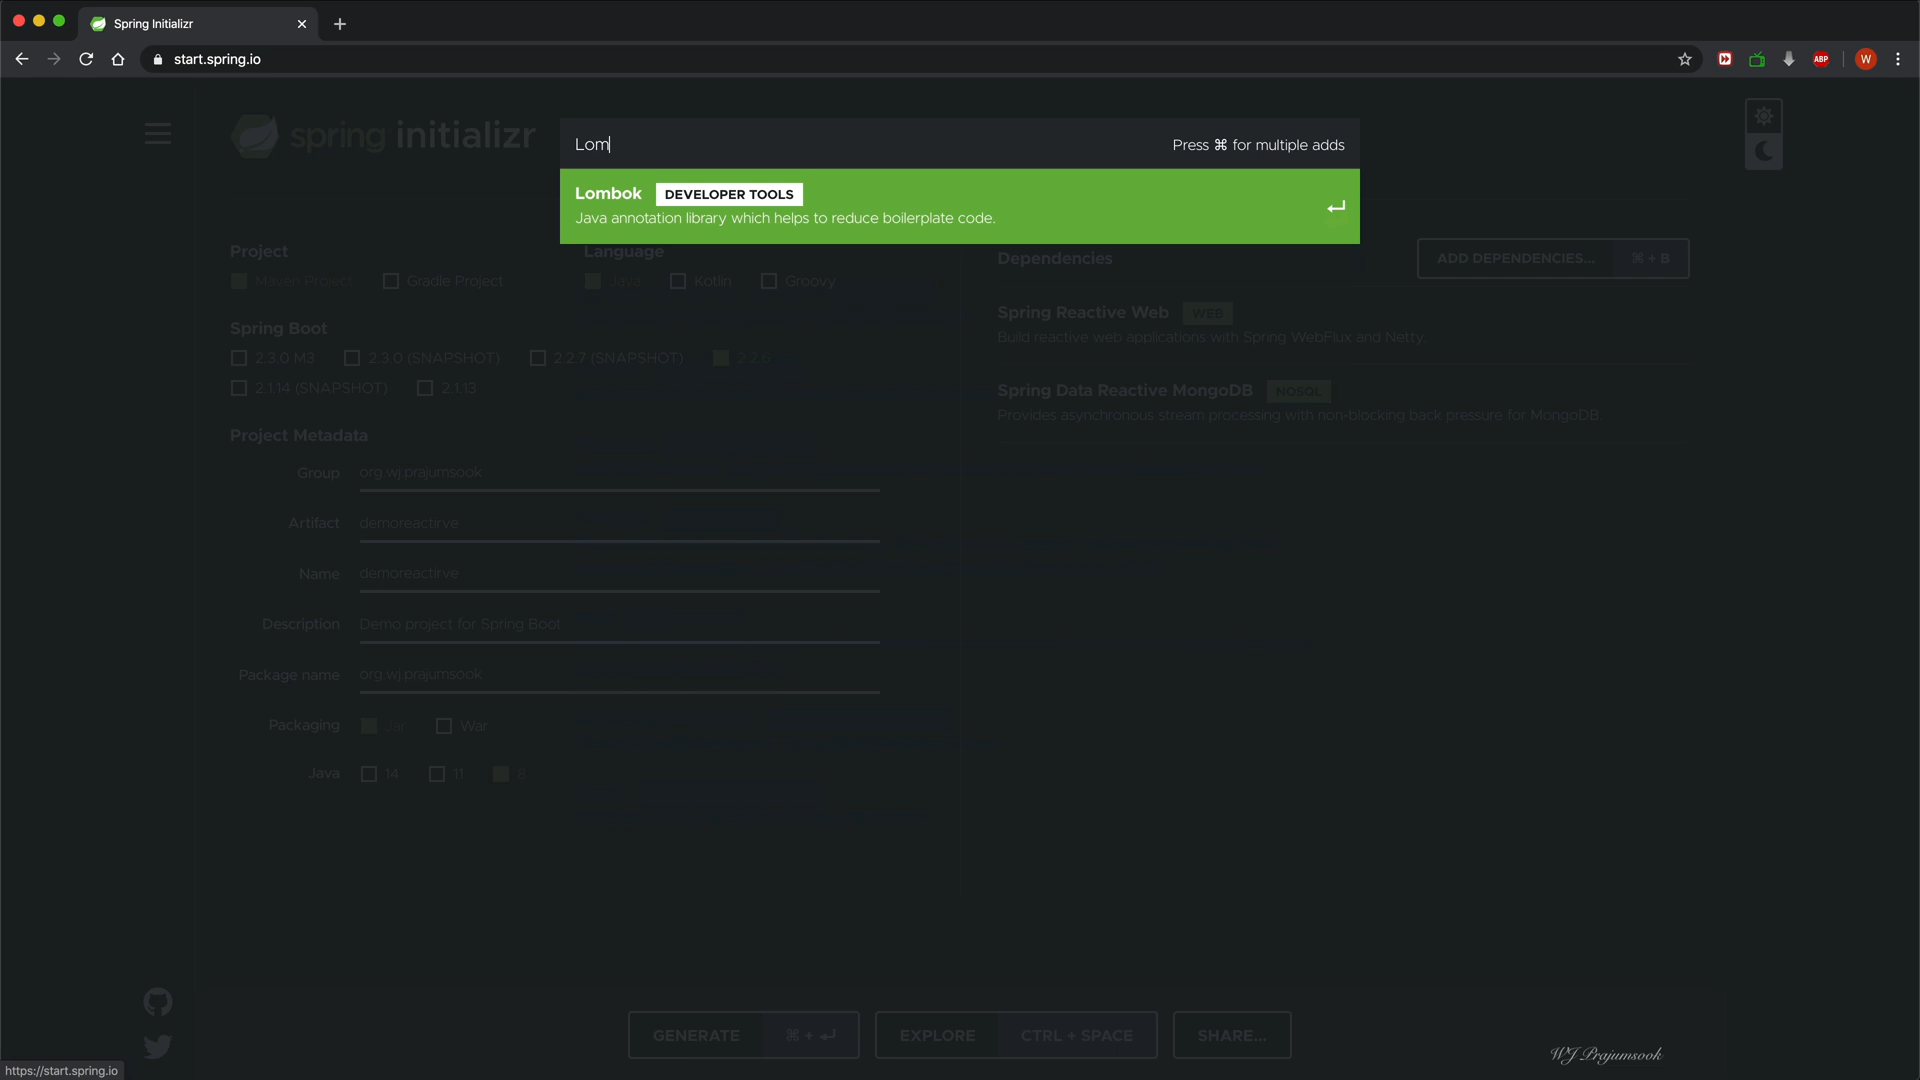 Spring Initializr
start.spring.io
ABP
W
spring initializr
Lom
Press ⌘ for multiple adds
Lombok DEVELOPER TOOLS
Java annotation library which helps to reduce boilerplate code.
Project
Maven Project Gradle Project
Language
Java Kotlin Groovy
Spring Boot
2.3.0 M3 2.3.0 (SNAPSHOT) 2.2.7 (SNAPSHOT) 2.2.6
2.1.14 (SNAPSHOT) 2.1.13
Project Metadata
Group org.wj.prajumsook
Artifact demoreactirve
Name demoreactirve
Description Demo project for Spring Boot
Package name org.wj.prajumsook
Packaging Jar War
Java 14 11 8
Dependencies
ADD DEPENDENCIES... ⌘ + B
Spring Reactive Web WEB
Build reactive web applications with Spring WebFlux and Netty.
Spring Data Reactive MongoDB NOSQL
Provides asynchronous stream processing with non-blocking back pressure for MongoDB.
GENERATE ⌘ + ↵
EXPLORE CTRL + SPACE
SHARE...
WJ Prajumsook
https://start.spring.io